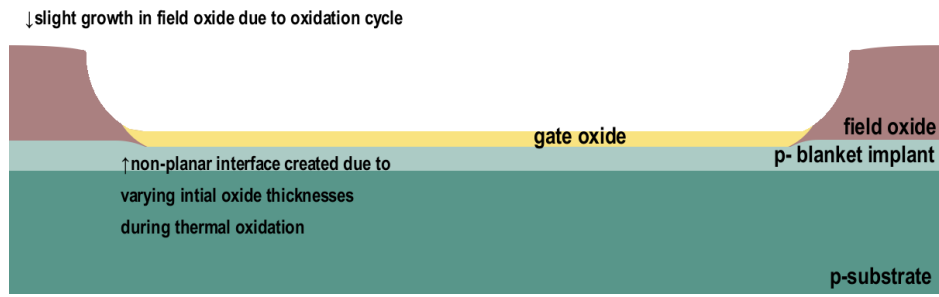 ↓slight growth in field oxide due to oxidation cycle
gate oxide
field oxide
p- blanket implant
↑non-planar interface created due to
varying intial oxide thicknesses
during thermal oxidation
p-substrate